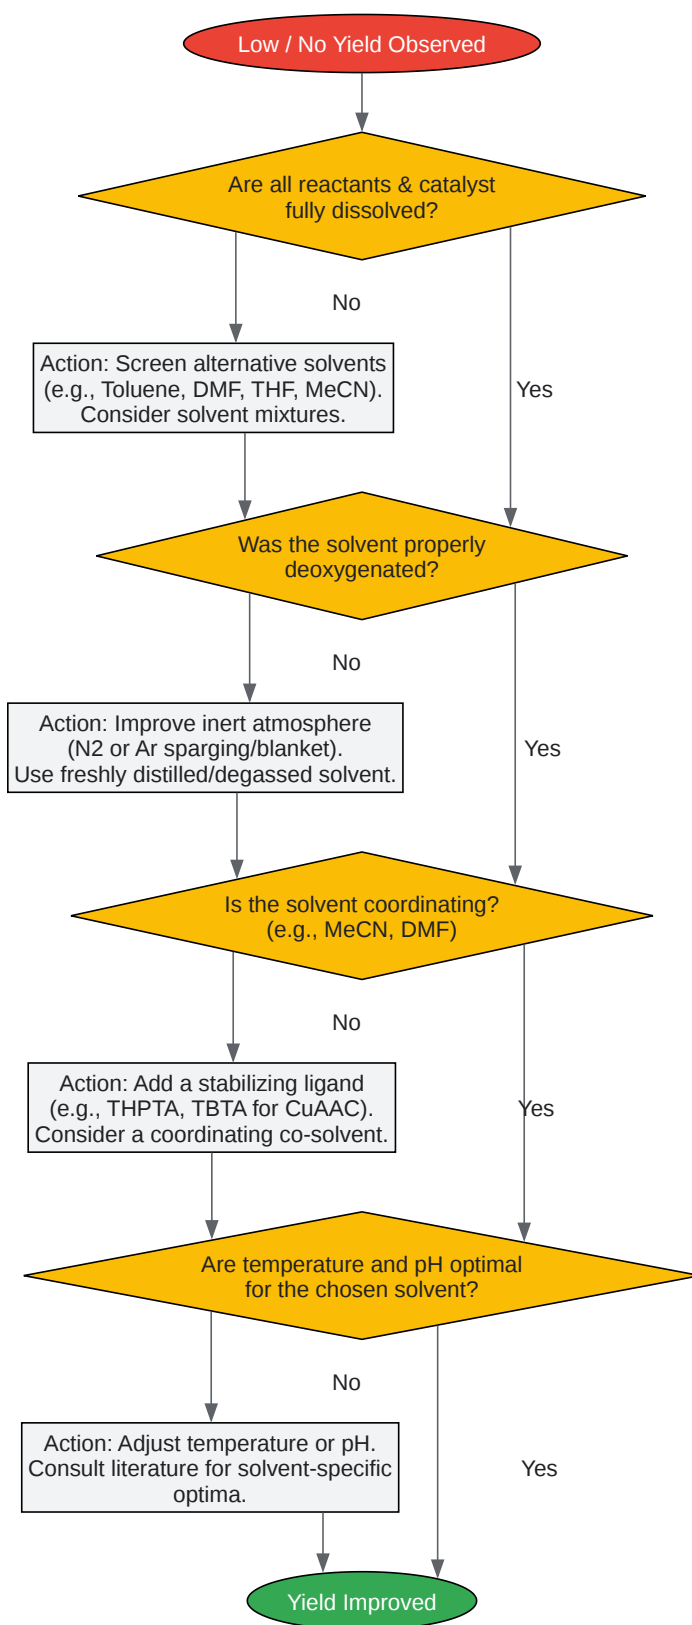 Low / No Yield Observed
Are all reactants & catalyst
fully dissolved?
No
Action: Screen alternative solvents
(e.g., Toluene, DMF, THF, MeCN).
Consider solvent mixtures.
Yes
Was the solvent properly
deoxygenated?
No
Action: Improve inert atmosphere
(N2 or Ar sparging/blanket).
Use freshly distilled/degassed solvent.
Yes
Is the solvent coordinating?
(e.g., MeCN, DMF)
No
Action: Add a stabilizing ligand
(e.g., THPTA, TBTA for CuAAC).
Consider a coordinating co-solvent.
Yes
Are temperature and pH optimal
for the chosen solvent?
No
Action: Adjust temperature or pH.
Consult literature for solvent-specific
optima.
Yes
Yield Improved